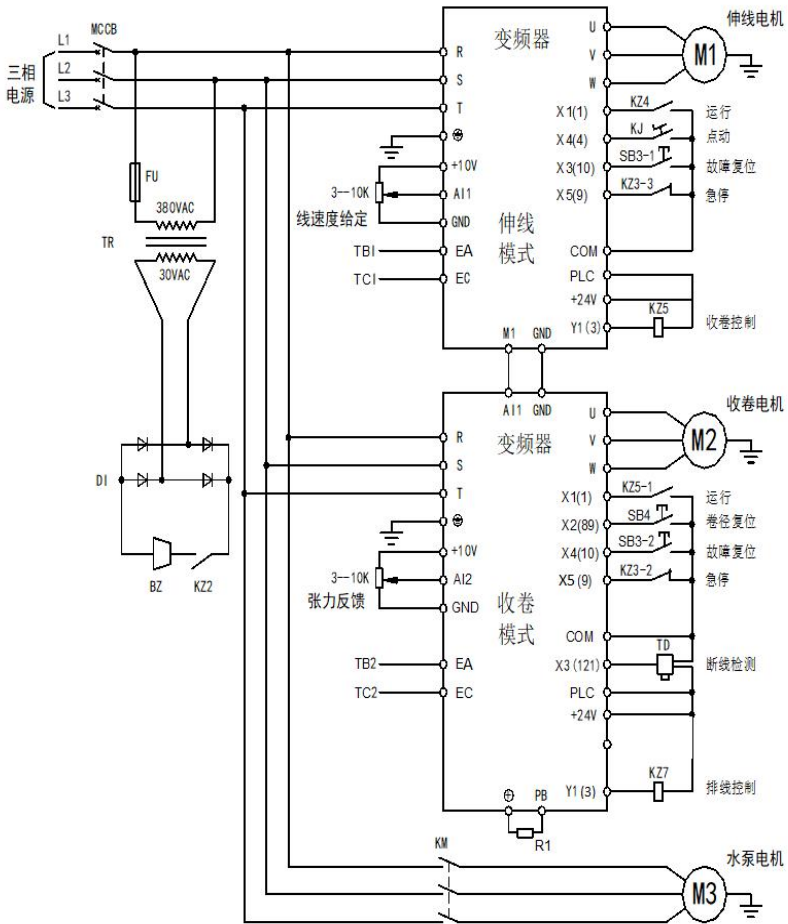 三相
电源
L1
L2
L3
MCCB
FU
380VAC
TR
30VAC
DI
BZ
KZ2
变频器
伸线
模式
R
S
T
+10V
AI1
GND
EA
EC
3--10K
线速度给定
TB1
TC1
U
V
W
X1(1)
X4(4)
X3(10)
X5(9)
COM
PLC
+24V
Y1(3)
M1
GND
伸线电机
M1
KZ4
运行
KJ
点动
SB3-1
故障复位
KZ3-3
急停
KZ5
收卷控制
AI1
GND
变频器
收卷
模式
R
S
T
+10V
AI2
GND
EA
EC
3--10K
张力反馈
TB2
TC2
U
V
W
X1(1)
X2(89)
X4(10)
X5(9)
COM
X3(121)
PLC
+24V
Y1(3)
PB
R1
收卷电机
M2
KZ5-1
运行
SB4
卷径复位
SB3-2
故障复位
KZ3-2
急停
TD
断线检测
KZ7
排线控制
KM
水泵电机
M3